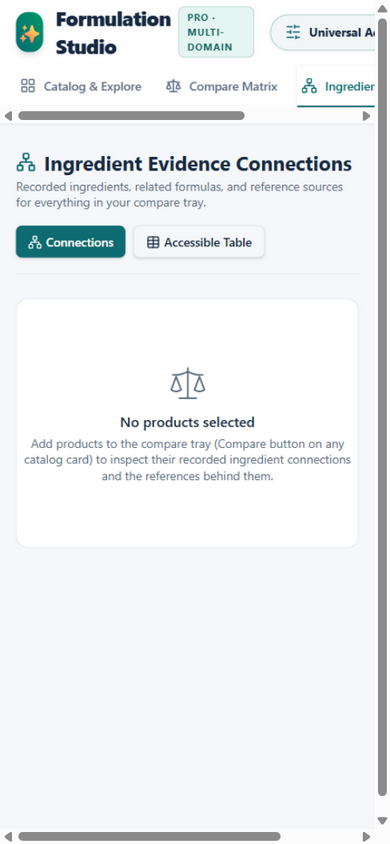 Formulation
Studio
PRO ·
MULTI-
DOMAIN
Universal
Catalog & Explore
Compare Matrix
Ingredient Evidence Connections
Recorded ingredients, related formulas, and reference sources
for everything in your compare tray.
Connections
Accessible Table
No products selected
Add products to the compare tray (Compare button on any
catalog card) to inspect their recorded ingredient connections
and the references behind them.